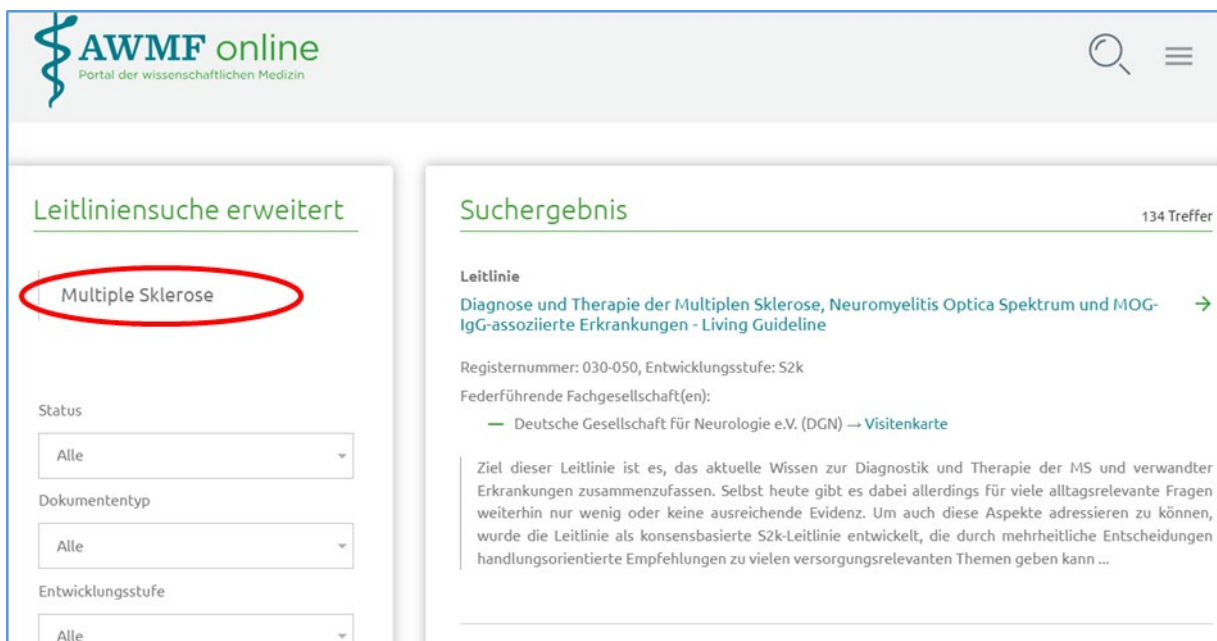 AWMF online
Portal der wissenschaftlichen Medizin
Leitliniensuche erweitert
Multiple Sklerose
Status
Alle
Dokumententyp
Alle
Entwicklungsstufe
Alle
Suchergebnis
134 Treffer
Leitlinie
Diagnose und Therapie der Multiplen Sklerose, Neuromyelitis Optica Spektrum und MOG-
IgG-assoziierte Erkrankungen - Living Guideline
Registernummer: 030-050, Entwicklungsstufe: S2k
Federführende Fachgesellschaft(en):
— Deutsche Gesellschaft für Neurologie e.V. (DGN) → Visitenkarte
Ziel dieser Leitlinie ist es, das aktuelle Wissen zur Diagnostik und Therapie der MS und verwandter
Erkrankungen zusammenzufassen. Selbst heute gibt es dabei allerdings für viele alltagsrelevante Fragen
weiterhin nur wenig oder keine ausreichende Evidenz. Um auch diese Aspekte adressieren zu können,
wurde die Leitlinie als konsensbasierte S2k-Leitlinie entwickelt, die durch mehrheitliche Entscheidungen
handlungsorientierte Empfehlungen zu vielen versorgungsrelevanten Themen geben kann ...